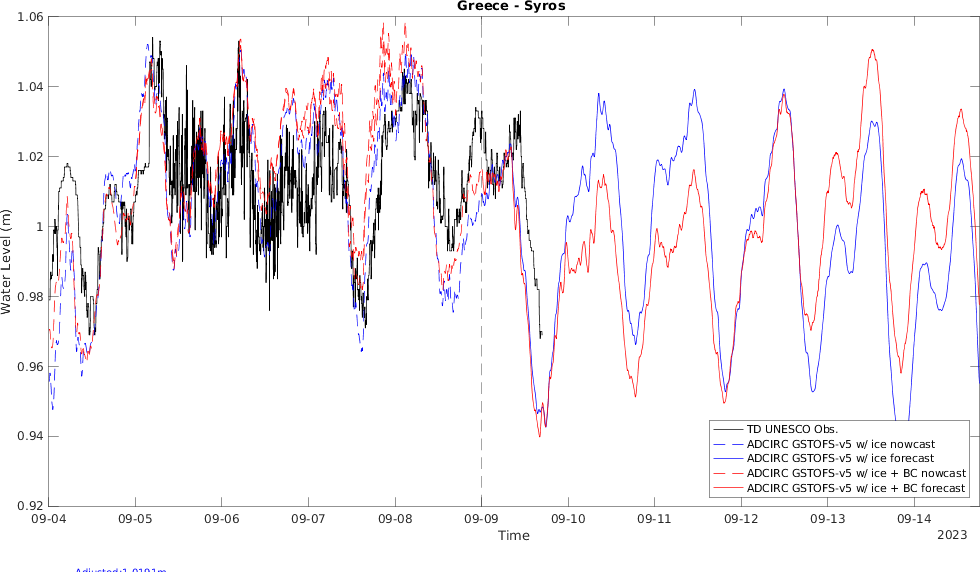 Greece - Syros
1.06
1.04
1.02
1
0.98
0.96
0.94
0.92
Water Level (m)
TD UNESCO Obs.
ADCIRC GSTOFS-v5 w/ ice nowcast
ADCIRC GSTOFS-v5 w/ ice forecast
ADCIRC GSTOFS-v5 w/ ice + BC nowcast
ADCIRC GSTOFS-v5 w/ ice + BC forecast
09-04 09-05 09-06 09-07 09-08 09-09 09-10 09-11 09-12 09-13 09-14
Time
2023
Adjusted:1.0191m